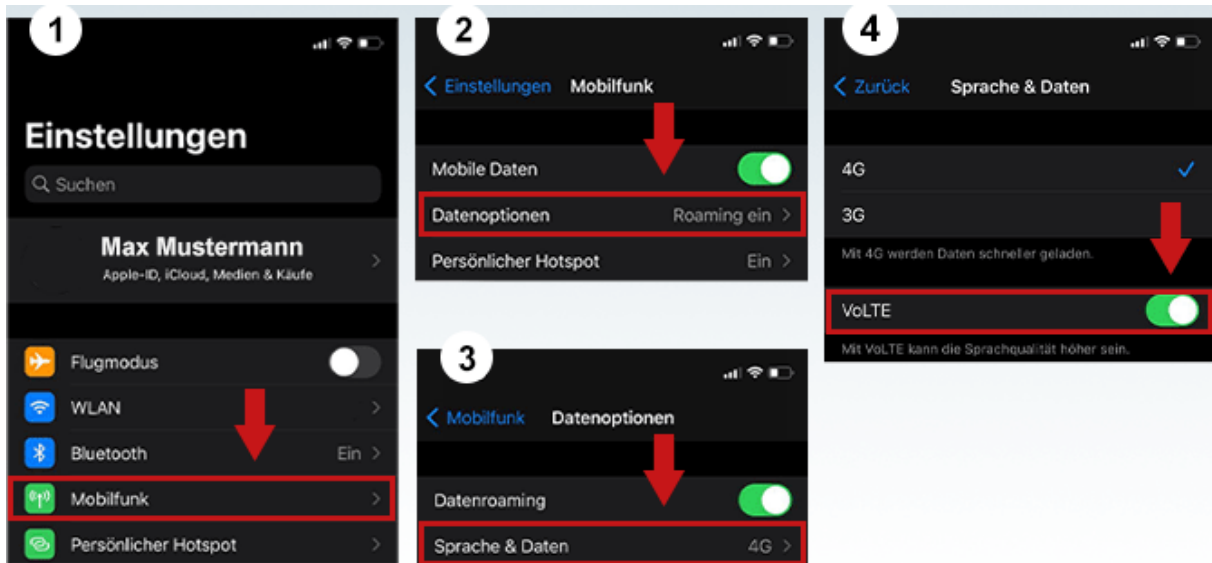 1
Einstellungen
Suchen
Max Mustermann
Apple-ID, iCloud, Medien & Käufe
Flugmodus
WLAN
Bluetooth Ein
Mobilfunk
Persönlicher Hotspot
2
Einstellungen Mobilfunk
Mobile Daten
Datenoptionen Roaming ein
Persönlicher Hotspot Ein
3
Mobilfunk Datenoptionen
Datenroaming
Sprache & Daten 4G
4
Zurück Sprache & Daten
4G
3G
Mit 4G werden Daten schneller geladen.
VoLTE
Mit VoLTE kann die Sprachqualität höher sein.